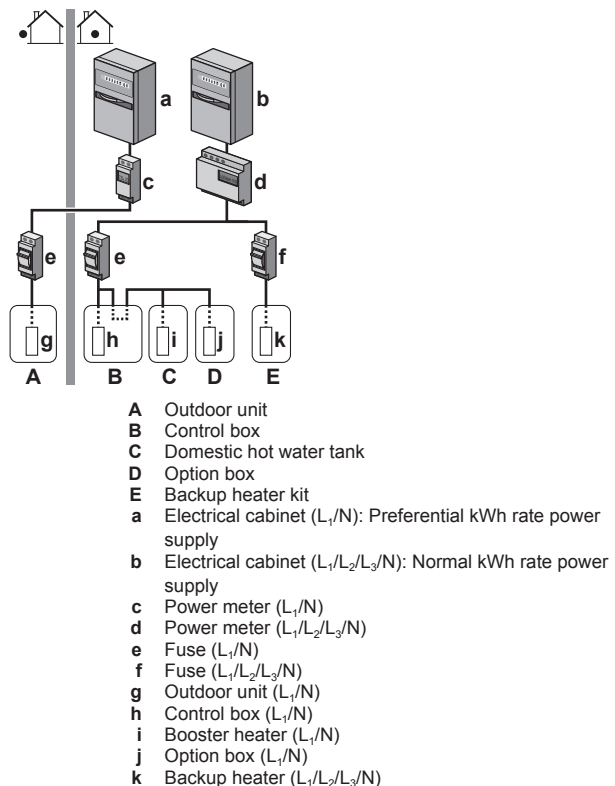 a b
c d
e e f
g h i j k
A B C D E
A Outdoor unit
B Control box
C Domestic hot water tank
D Option box
E Backup heater kit
a Electrical cabinet (L₁/N): Preferential kWh rate power
supply
b Electrical cabinet (L₁/L₂/L₃/N): Normal kWh rate power
supply
c Power meter (L₁/N)
d Power meter (L₁/L₂/L₃/N)
e Fuse (L₁/N)
f Fuse (L₁/L₂/L₃/N)
g Outdoor unit (L₁/N)
h Control box (L₁/N)
i Booster heater (L₁/N)
j Option box (L₁/N)
k Backup heater (L₁/L₂/L₃/N)